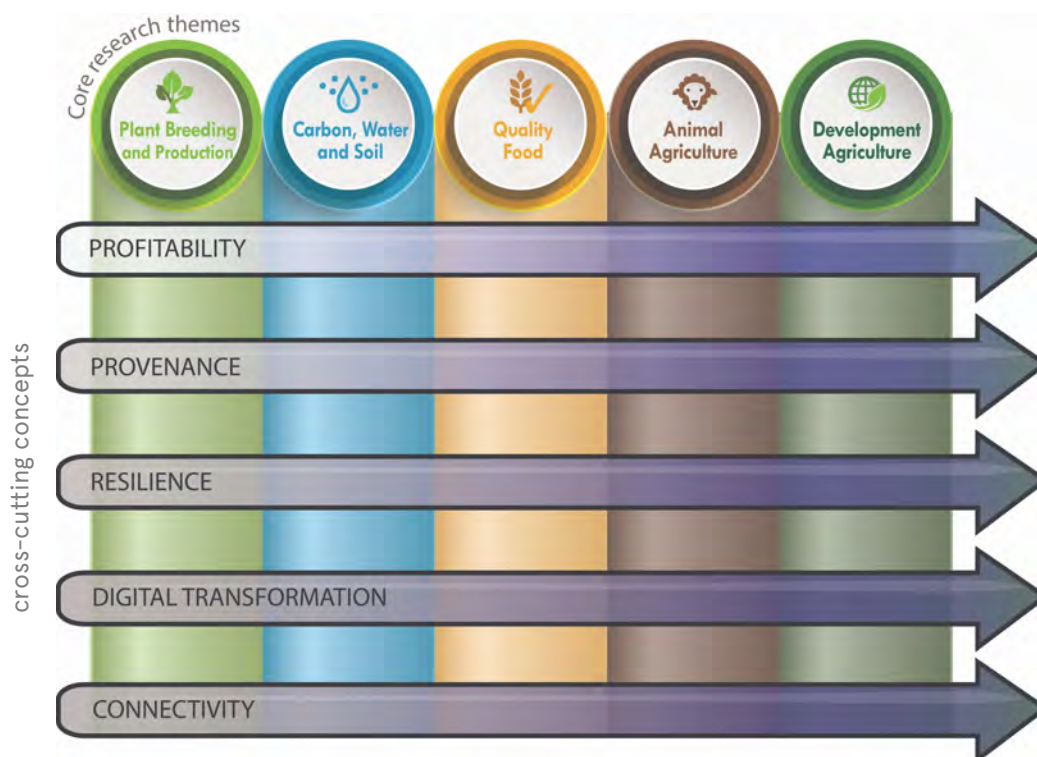 Core research themes
Plant Breeding
and Production
Carbon, Water
and Soil
Quality
Food
Animal
Agriculture
Development
Agriculture
cross-cutting concepts
PROFITABILITY
PROVENANCE
RESILIENCE
DIGITAL TRANSFORMATION
CONNECTIVITY